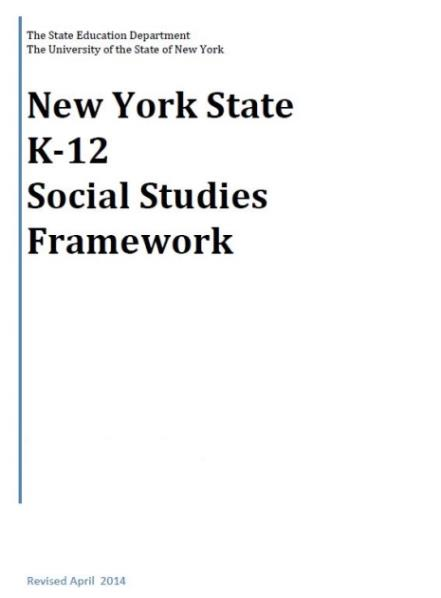 The State Education Department
The University of the State of New York
New York State
K-12
Social Studies
Framework
Revised April 2014